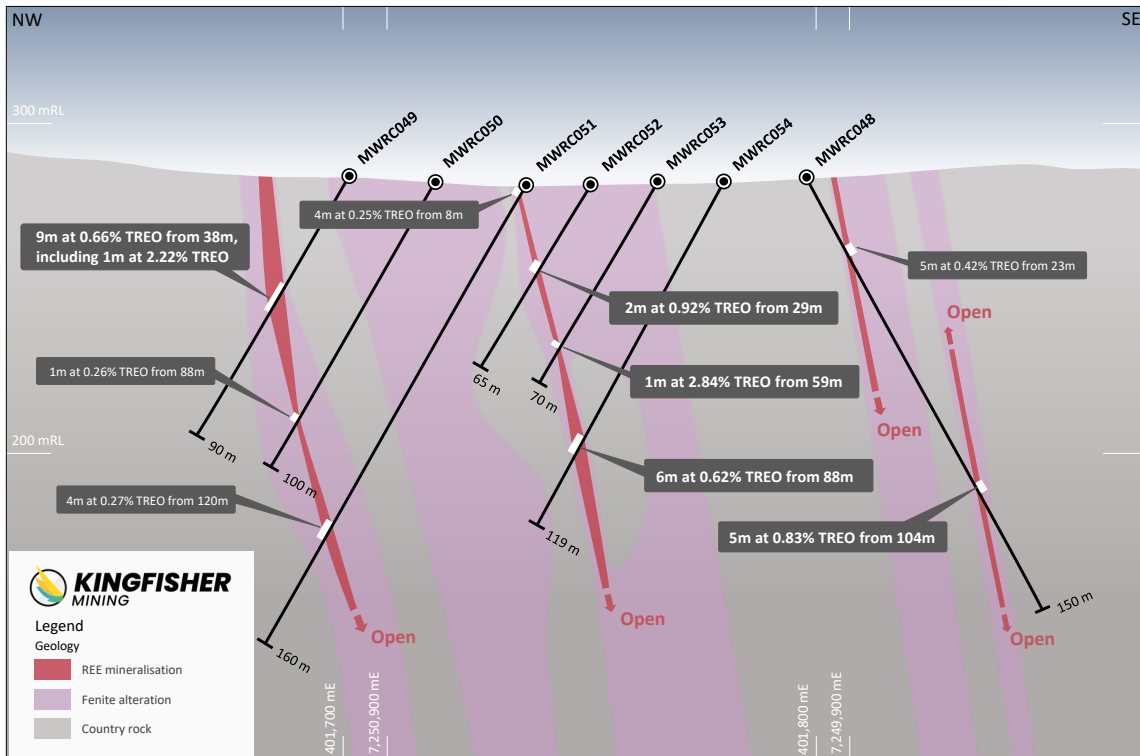 NW
SE
300 mRL
200 mRL
MWRC049
MWRC050
MWRC051
MWRC052
MWRC053
MWRC054
MWRC048
4m at 0.25% TREO from 8m
9m at 0.66% TREO from 38m,
including 1m at 2.22% TREO
5m at 0.42% TREO from 23m
2m at 0.92% TREO from 29m
Open
1m at 0.26% TREO from 88m
65 m
70 m
1m at 2.84% TREO from 59m
Open
90 m
100 m
6m at 0.62% TREO from 88m
4m at 0.27% TREO from 120m
119 m
5m at 0.83% TREO from 104m
150 m
Open
Open
Open
160 m
KINGFISHER
MINING
Legend
Geology
REE mineralisation
Fenite alteration
Country rock
401,700 mE
7,250,900 mE
401,800 mE
7,249,900 mE